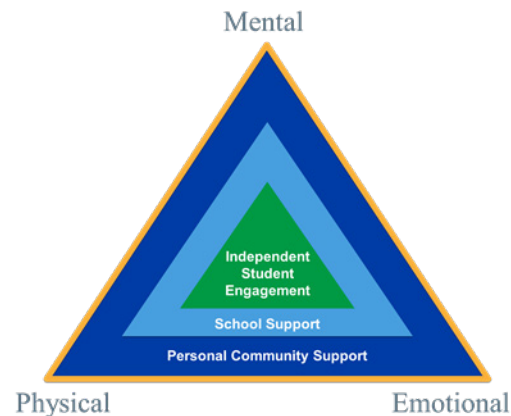 Mental
Independent
Student
Engagement
School Support
Personal Community Support
Physical
Emotional